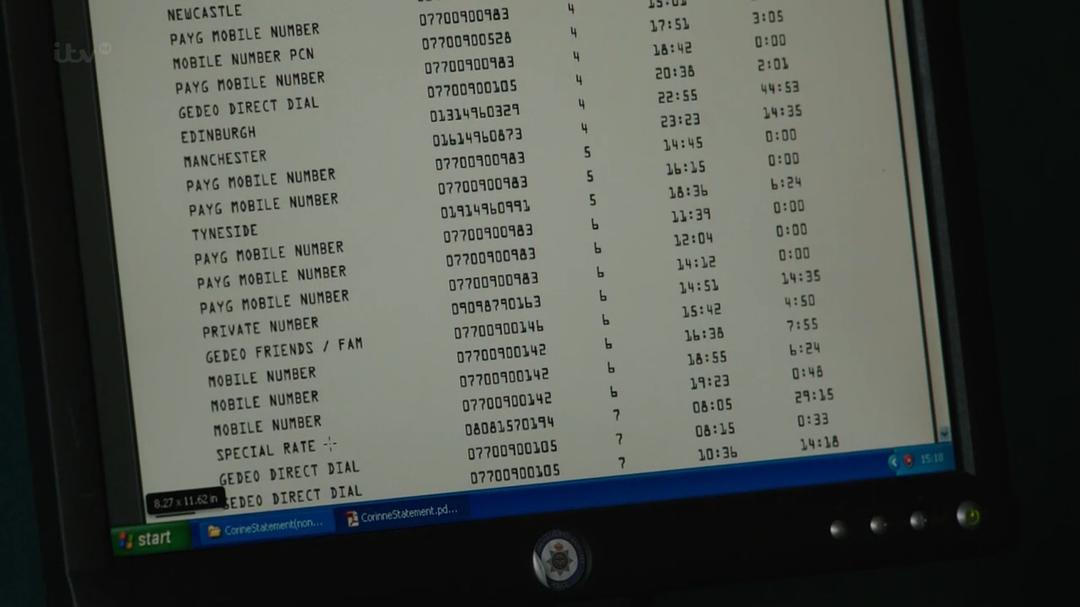 itv
NEWCASTLE
PAYG MOBILE NUMBER 07700900983 4 15:01
MOBILE NUMBER PCN 07700900528 4 17:51 3:05
PAYG MOBILE NUMBER 07700900983 4 18:42 0:00
GEDEO DIRECT DIAL 07700900105 4 20:38 2:01
EDINBURGH 01314960329 4 22:55 44:53
MANCHESTER 01614960873 4 23:23 14:35
PAYG MOBILE NUMBER 07700900983 5 14:45 0:00
PAYG MOBILE NUMBER 07700900983 5 16:15 0:00
TYNESIDE 01914960991 5 18:36 6:24
PAYG MOBILE NUMBER 07700900983 6 11:39 0:00
PAYG MOBILE NUMBER 07700900983 6 12:04 0:00
PAYG MOBILE NUMBER 07700900983 6 14:12 0:00
PRIVATE NUMBER 09098790163 6 14:51 14:35
GEDEO FRIENDS / FAM 07700900146 6 15:42 4:50
MOBILE NUMBER 07700900142 6 16:38 7:55
MOBILE NUMBER 07700900142 6 18:55 6:24
MOBILE NUMBER 07700900142 6 19:23 0:48
SPECIAL RATE 08081570194 7 08:05 29:15
GEDEO DIRECT DIAL 07700900105 7 08:15 0:33
GEDEO DIRECT DIAL 07700900105 7 10:36 14:18
8.27 x 11.62 in
start CorineStatement(non... CorinneStatement.pd... 15:18